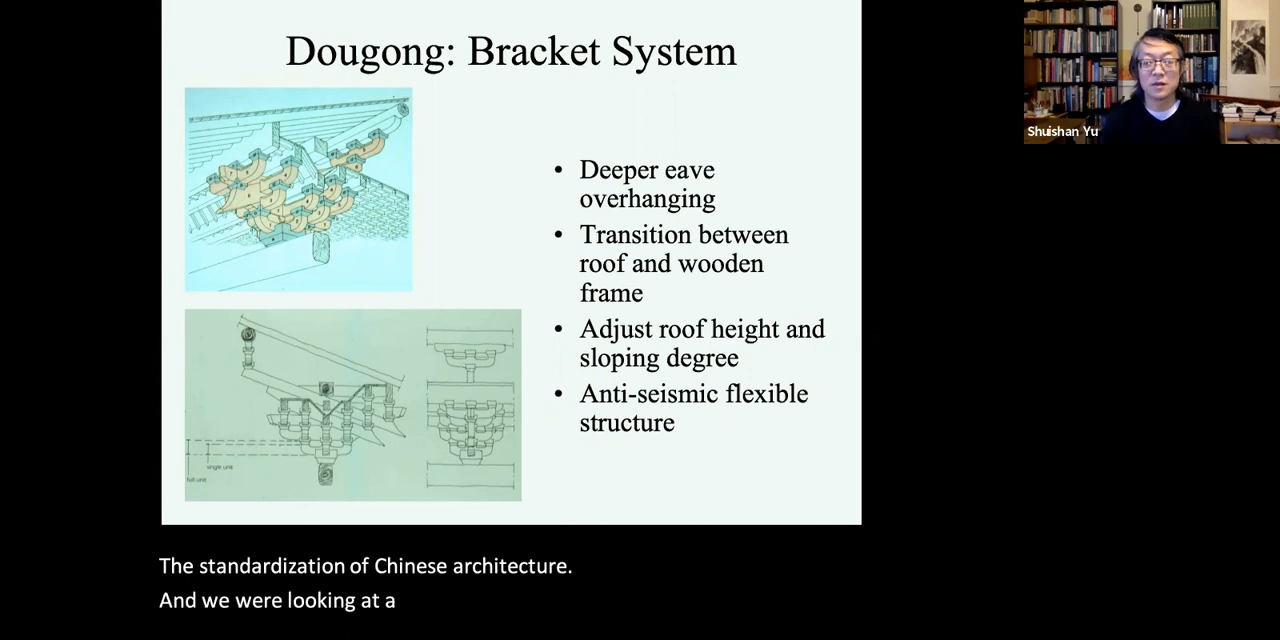 Dougong: Bracket System
• Deeper eave
overhanging
• Transition between
roof and wooden
frame
• Adjust roof height and
sloping degree
• Anti-seismic flexible
structure
single unit
full unit
Shuishan Yu
The standardization of Chinese architecture.
And we were looking at a